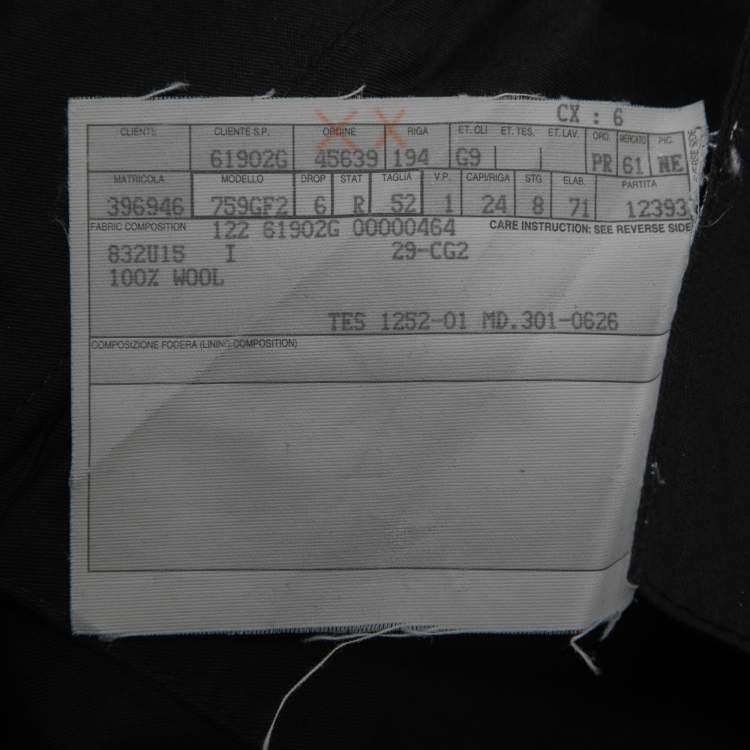 CX : 6
CLIENTE CLIENTE S.P. ORDINE RIGA ET. CLI ET. TES. ET. LAV. ORD. MERCATO PIC.
61902G 45639 194 G9 PR 61 NE
MATRICOLA MODELLO DROP STAT TAGLIA V.P. CAPI/RIGA STG ELAB. PARTITA
396946 759GF2 6 R 52 1 24 8 71 12393
FABRIC COMPOSITION 122 61902G 00000464 CARE INSTRUCTION: SEE REVERSE SIDE
832U15 I 29-CG2
100% WOOL
TES 1252-01 MD.301-0626
COMPOSIZIONE FODERA (LINING COMPOSITION)